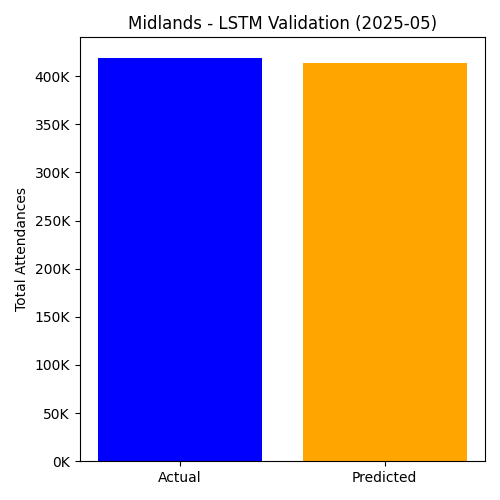 Midlands - LSTM Validation (2025-05)
Total Attendances
400K
350K
300K
250K
200K
150K
100K
50K
0K
Actual
Predicted